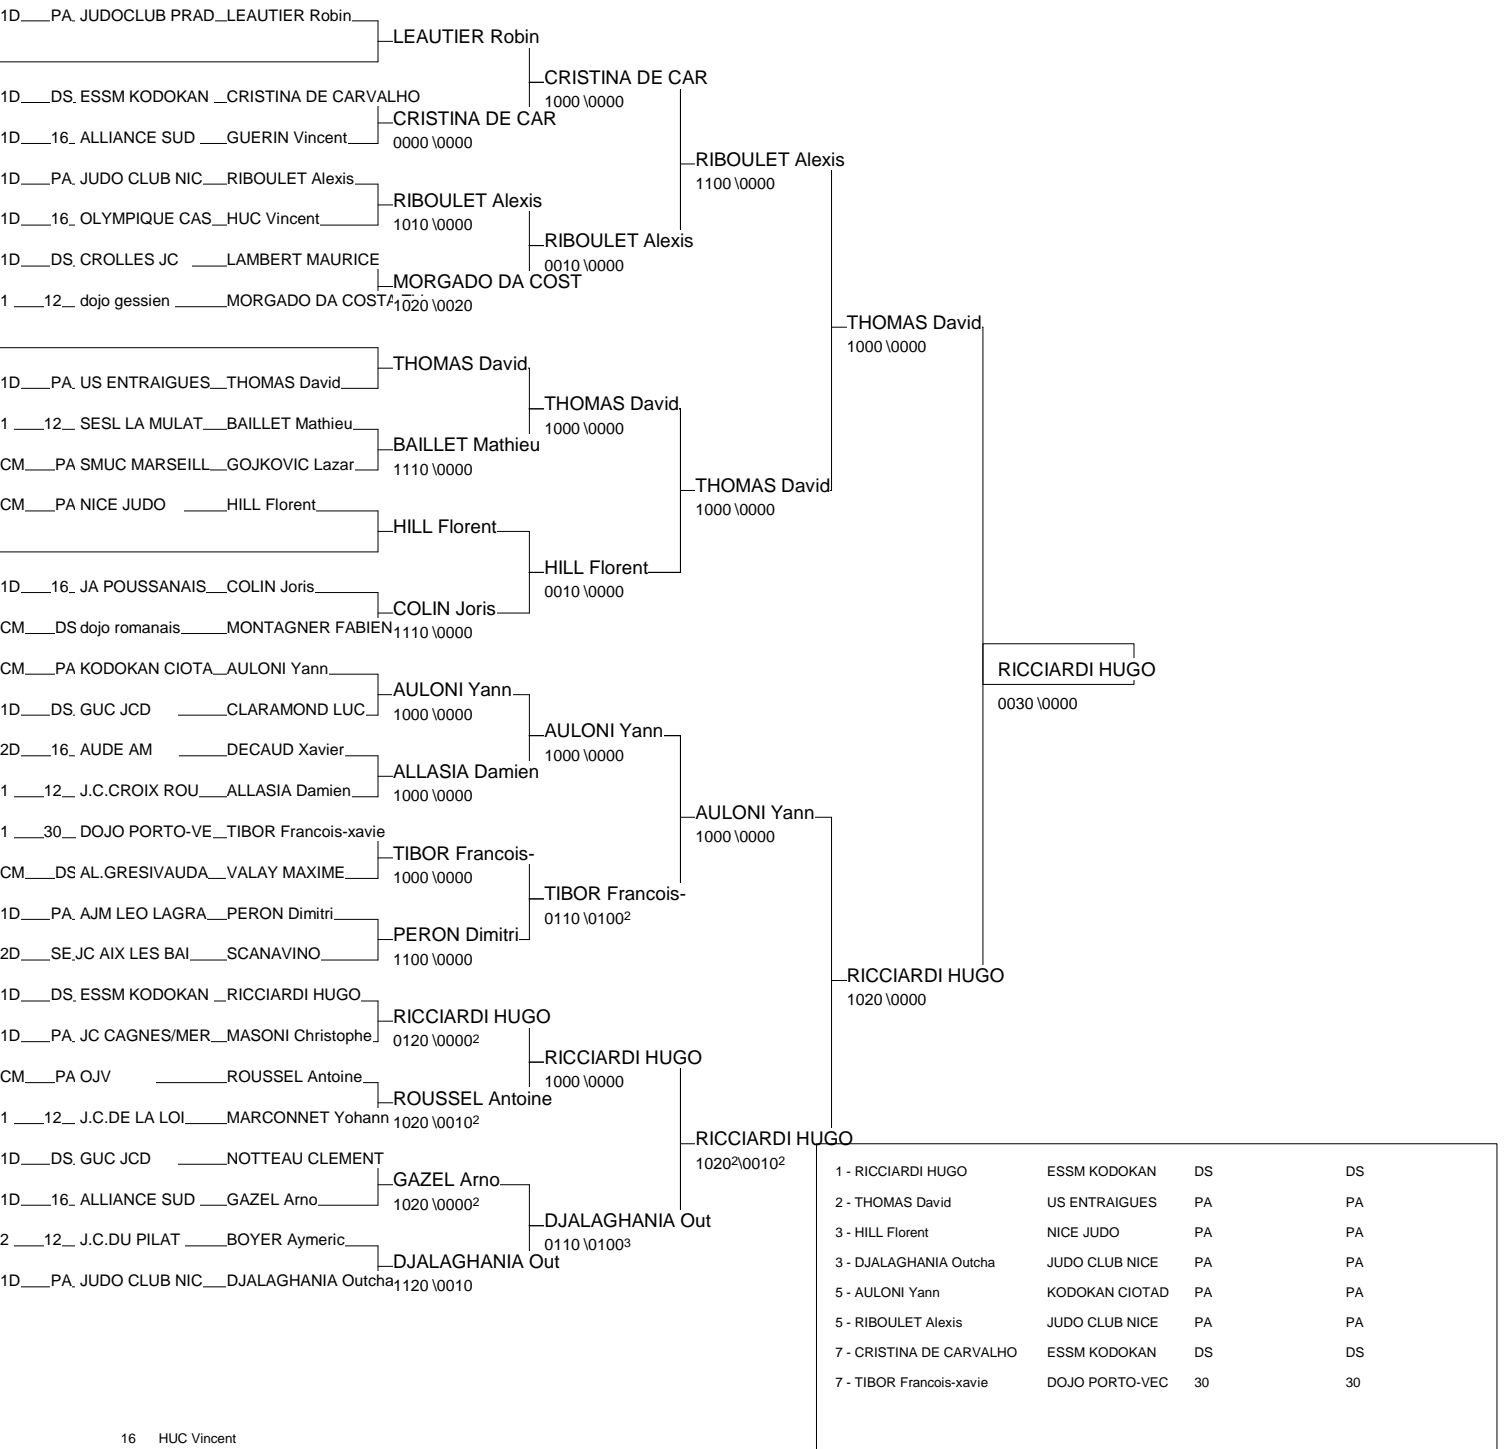 1D PA JUDOCLUB PRAD LEAUTIER Robin
LEAUTIER Robin
CRISTINA DE CAR
1000 \0000
1D DS ESSM KODOKAN CRISTINA DE CARVALHO
CRISTINA DE CAR
0000 \0000
1D 16 ALLIANCE SUD GUERIN Vincent
RIBOULET Alexis
1100 \0000
1D PA JUDO CLUB NIC RIBOULET Alexis
RIBOULET Alexis
1010 \0000
1D 16 OLYMPIQUE CAS HUC Vincent
RIBOULET Alexis
0010 \0000
1D DS CROLLES JC LAMBERT MAURICE
MORGADO DA COST
1020 \0020
1 12 dojo gessien MORGADO DA COSTA
THOMAS David
1000 \0000
THOMAS David
1D PA US ENTRAIGUES THOMAS David
THOMAS David
1000 \0000
1 12 SESL LA MULAT BAILLET Mathieu
BAILLET Mathieu
1110 \0000
CM PA SMUC MARSEILL GOJKOVIC Lazar
THOMAS David
1000 \0000
CM PA NICE JUDO HILL Florent
HILL Florent
HILL Florent
0010 \0000
1D 16 JA POUSSANAIS COLIN Joris
COLIN Joris
1110 \0000
CM DS dojo romanais MONTAGNER FABIEN
RICCIARDI HUGO
0030 \0000
CM PA KODOKAN CIOTA AULONI Yann
AULONI Yann
1000 \0000
1D DS GUC JCD CLARAMOND LUC
AULONI Yann
1000 \0000
2D 16 AUDE AM DECAUD Xavier
ALLASIA Damien
1000 \0000
1 12 J.C.CROIX ROU ALLASIA Damien
AULONI Yann
1000 \0000
1 30 DOJO PORTO-VE TIBOR Francois-xavie
TIBOR Francois-
1000 \0000
CM DS AL.GRESIVAUDA VALAY MAXIME
TIBOR Francois-
0110 \0100²
1D PA AJM LEO LAGRA PERON Dimitri
PERON Dimitri
1100 \0000
2D SE JC AIX LES BAI SCANAVINO
RICCIARDI HUGO
1020 \0000
1D DS ESSM KODOKAN RICCIARDI HUGO
RICCIARDI HUGO
0120 \0000²
1D PA JC CAGNES/MER MASONI Christophe
RICCIARDI HUGO
1000 \0000
CM PA OJV ROUSSEL Antoine
ROUSSEL Antoine
1020 \0010²
1 12 J.C.DE LA LOI MARCONNET Yohann
RICCIARDI HUGO
1020²\0010²
1D DS GUC JCD NOTTEAU CLEMENT
GAZEL Arno
1020 \0000²
1D 16 ALLIANCE SUD GAZEL Arno
DJALAGHANIA Out
0110 \0100³
2 12 J.C.DU PILAT BOYER Aymeric
DJALAGHANIA Out
1120 \0010
1D PA JUDO CLUB NIC DJALAGHANIA Outcha
1 - RICCIARDI HUGO ESSM KODOKAN DS DS
2 - THOMAS David US ENTRAIGUES PA PA
3 - HILL Florent NICE JUDO PA PA
3 - DJALAGHANIA Outcha JUDO CLUB NICE PA PA
5 - AULONI Yann KODOKAN CIOTAD PA PA
5 - RIBOULET Alexis JUDO CLUB NICE PA PA
7 - CRISTINA DE CARVALHO ESSM KODOKAN DS DS
7 - TIBOR Francois-xavie DOJO PORTO-VEC 30 30
16 HUC Vincent